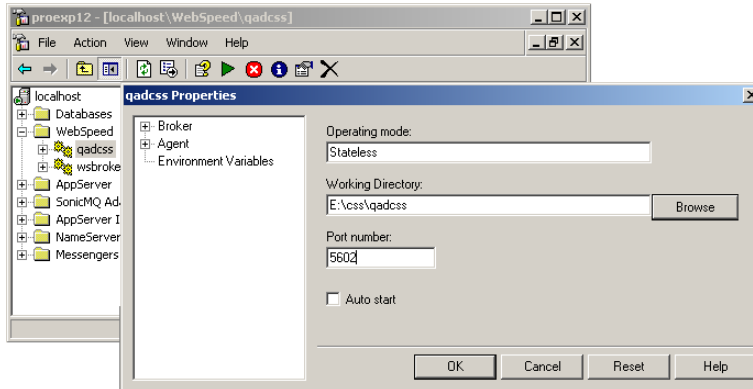 proexp12 - [localhost\WebSpeed\qadcss]
File Action View Window Help
localhost
Databases
WebSpeed
qadcss
wsbroke
AppServer
SonicMQ Ad
AppServer I
NameServer
Messengers
qadcss Properties
Broker
Agent
Environment Variables
Operating mode:
Stateless
Working Directory:
E:\css\qadcss
Browse
Port number:
5602
Auto start
OK Cancel Reset Help